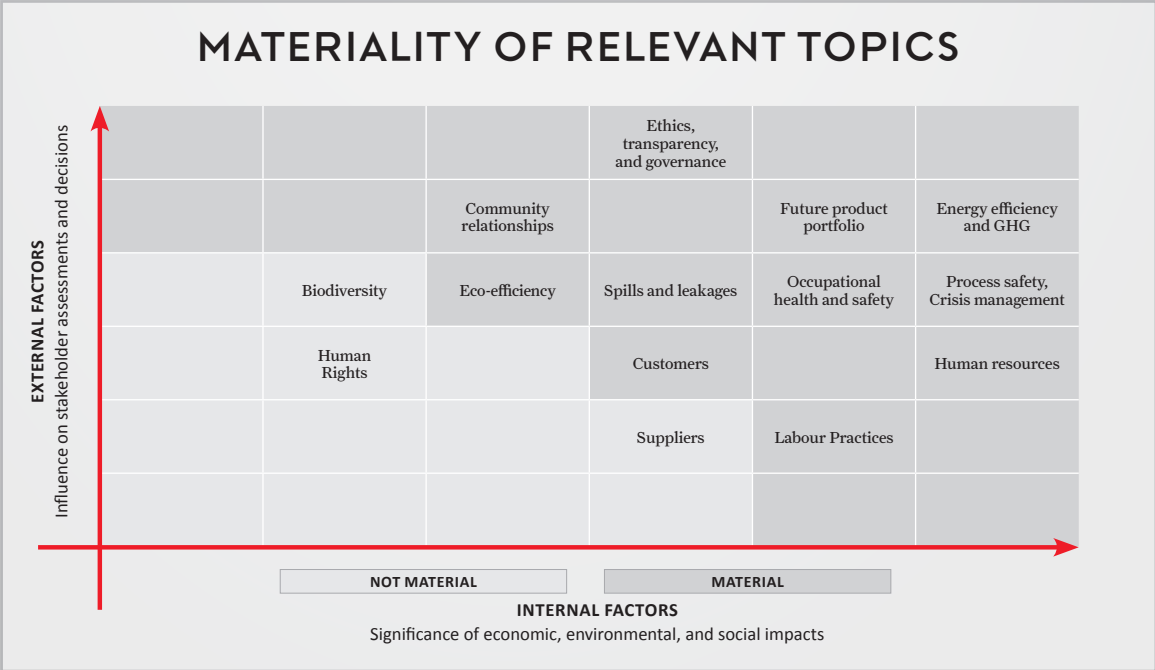 MATERIALITY OF RELEVANT TOPICS
EXTERNAL FACTORS
Influence on stakeholder assessments and decisions
Ethics,
transparency,
and governance
Community
relationships
Future product
portfolio
Energy efficiency
and GHG
Biodiversity
Eco-efficiency
Spills and leakages
Occupational
health and safety
Process safety,
Crisis management
Human
Rights
Customers
Human resources
Suppliers
Labour Practices
NOT MATERIAL
MATERIAL
INTERNAL FACTORS
Significance of economic, environmental, and social impacts